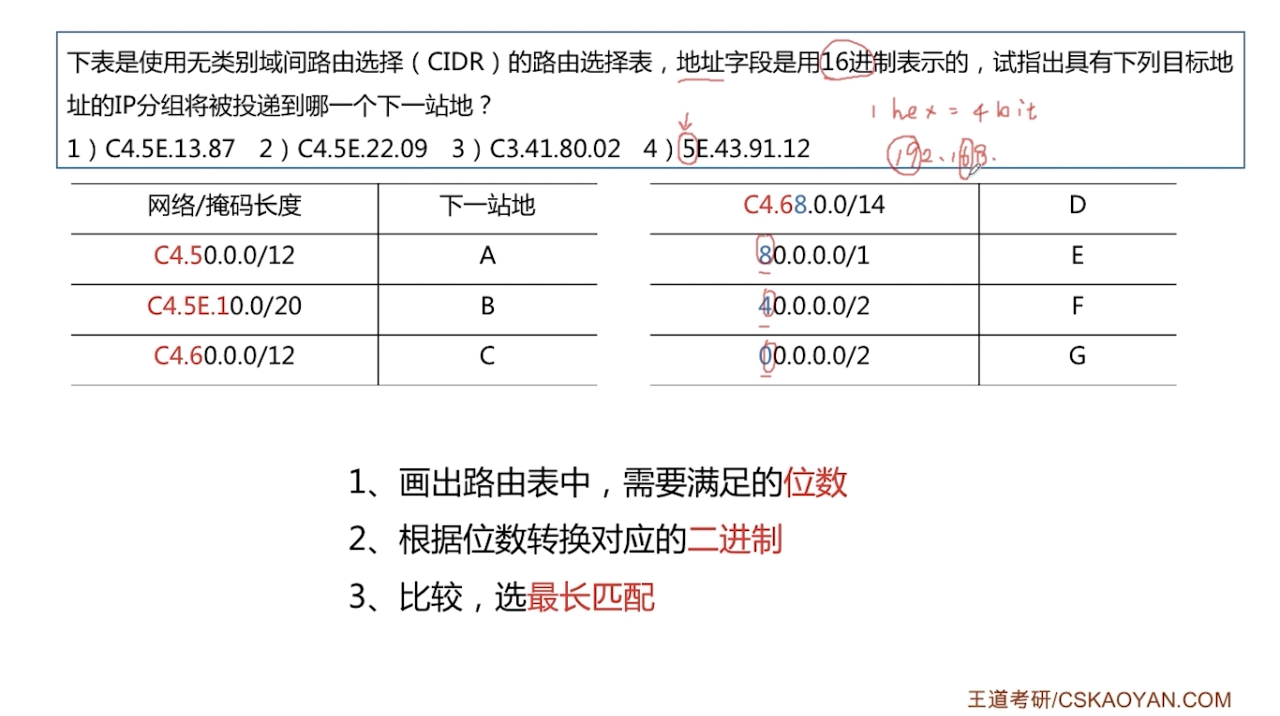 下表是使用无类别域间路由选择（CIDR）的路由选择表，地址字段是用16进制表示的，试指出具有下列目标地
址的IP分组将被投递到哪一个下一站地？
1 hex = 4 bit
1）C4.5E.13.87 2）C4.5E.22.09 3）C3.41.80.02 4）5E.43.91.12
192.168.
网络/掩码长度 下一站地
C4.50.0.0/12 A
C4.5E.10.0/20 B
C4.60.0.0/12 C
C4.68.0.0/14 D
80.0.0.0/1 E
40.0.0.0/2 F
00.0.0.0/2 G
1、画出路由表中，需要满足的位数
2、根据位数转换对应的二进制
3、比较，选最长匹配
王道考研/CSKAOYAN.COM